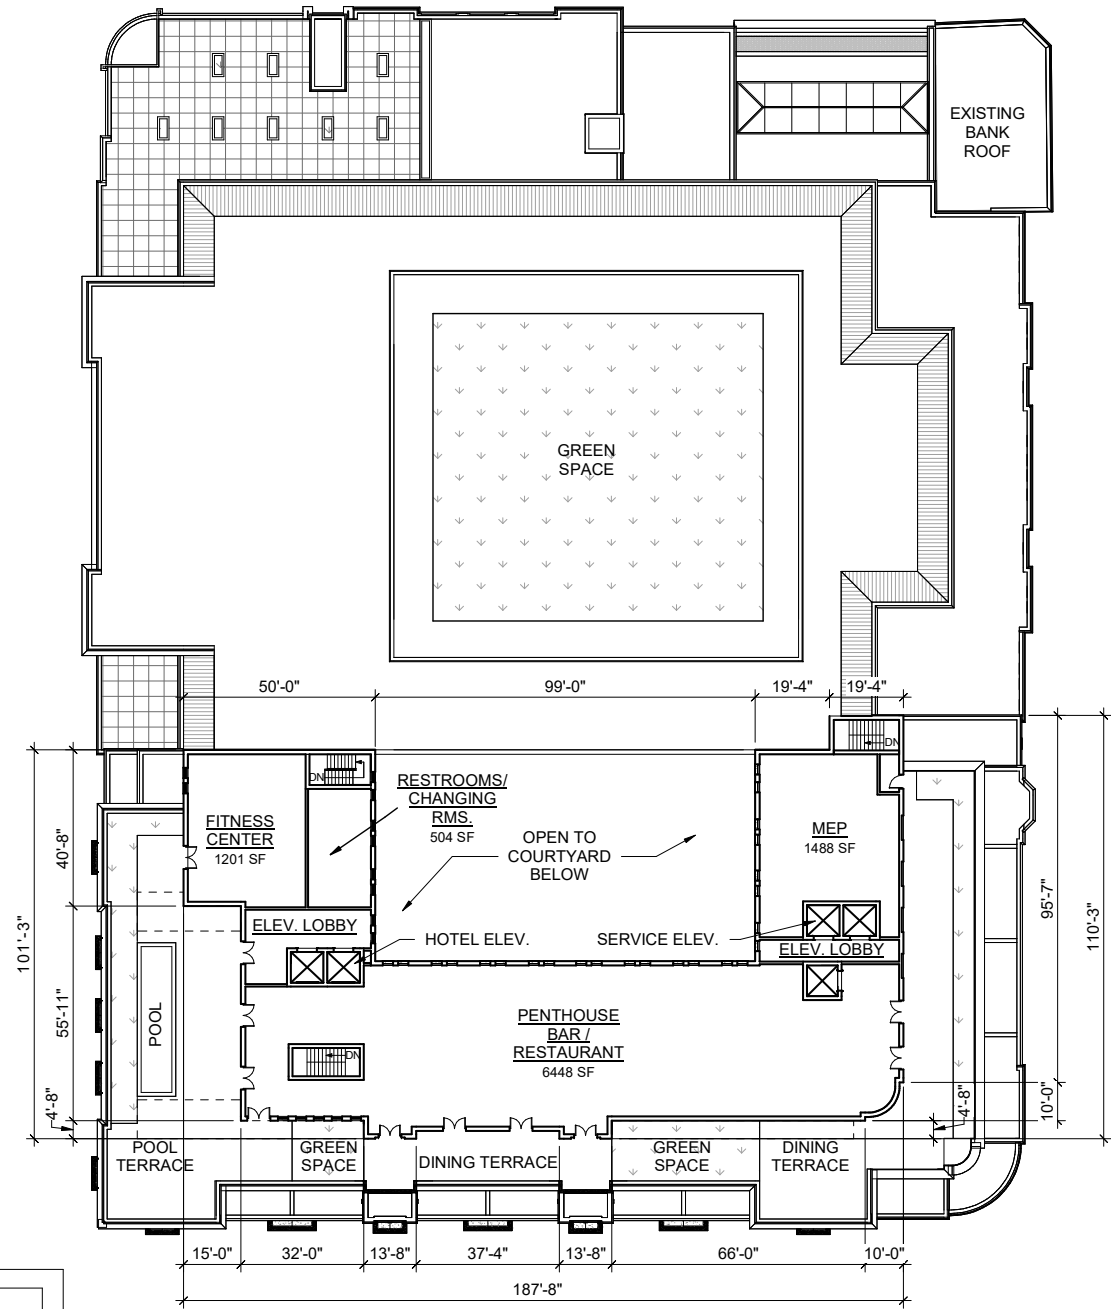 EXISTING
BANK
ROOF
GREEN
SPACE
50'-0"
99'-0"
19'-4"
19'-4"
DN
DN
RESTROOMS/
CHANGING
RMS.
504 SF
FITNESS
CENTER
1201 SF
OPEN TO
COURTYARD
BELOW
MEP
1488 SF
40'-8"
95'-7"
110'-3"
101'-3"
ELEV. LOBBY
HOTEL ELEV.
SERVICE ELEV.
ELEV. LOBBY
55'-11"
POOL
PENTHOUSE
BAR /
RESTAURANT
6448 SF
DN
4'-8"
4'-8"
10'-0"
POOL
TERRACE
GREEN
SPACE
DINING TERRACE
GREEN
SPACE
DINING
TERRACE
15'-0"
32'-0"
13'-8"
37'-4"
13'-8"
66'-0"
10'-0"
187'-8"